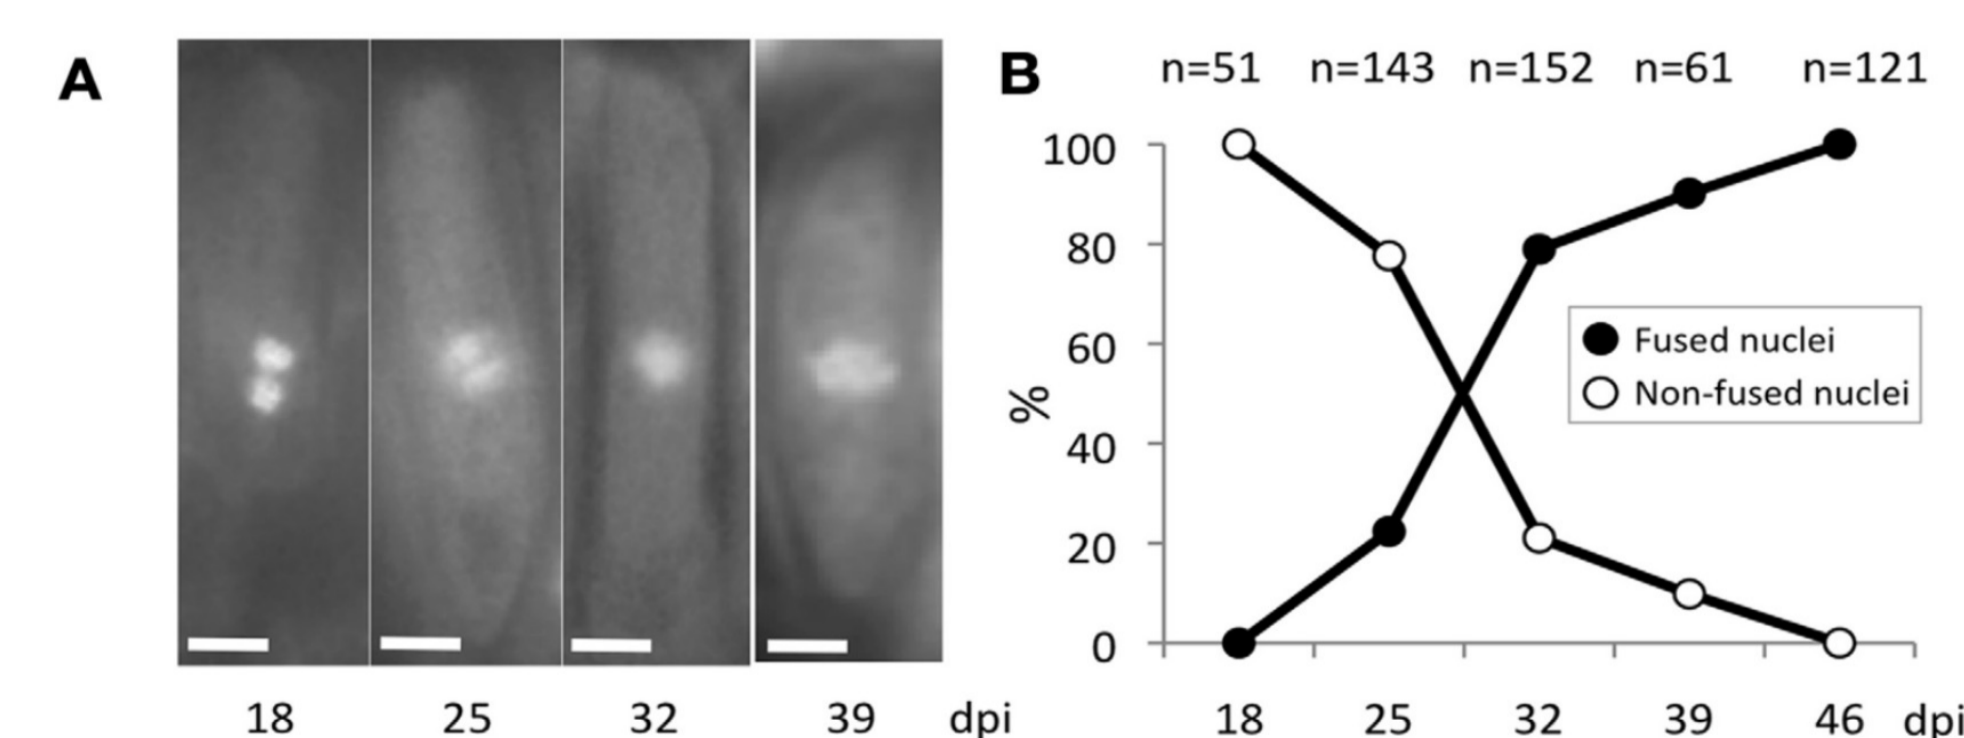 A
18 25 32 39 dpi
B
n=51 n=143 n=152 n=61 n=121
100
80
60
40
20
0
%
Fused nuclei
Non-fused nuclei
18 25 32 39 46 dpi